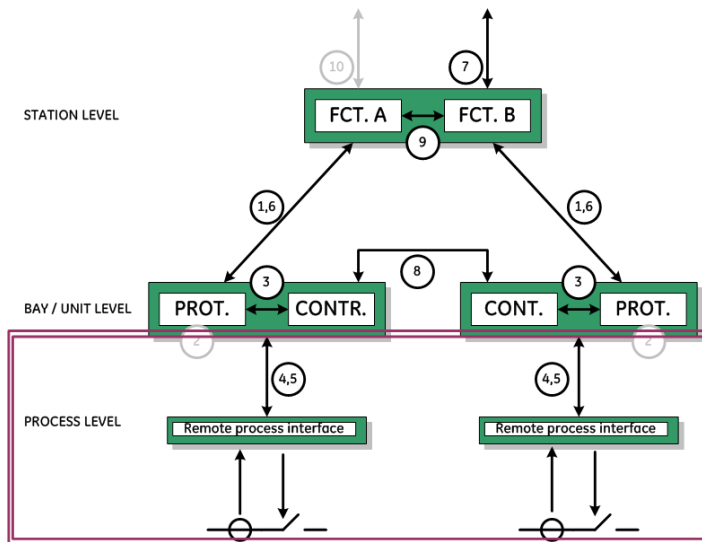 10
7
STATION LEVEL
FCT. A
FCT. B
9
1,6
1,6
8
3
3
BAY / UNIT LEVEL
PROT.
CONTR.
CONT.
PROT.
2
2
4,5
4,5
PROCESS LEVEL
Remote process interface
Remote process interface